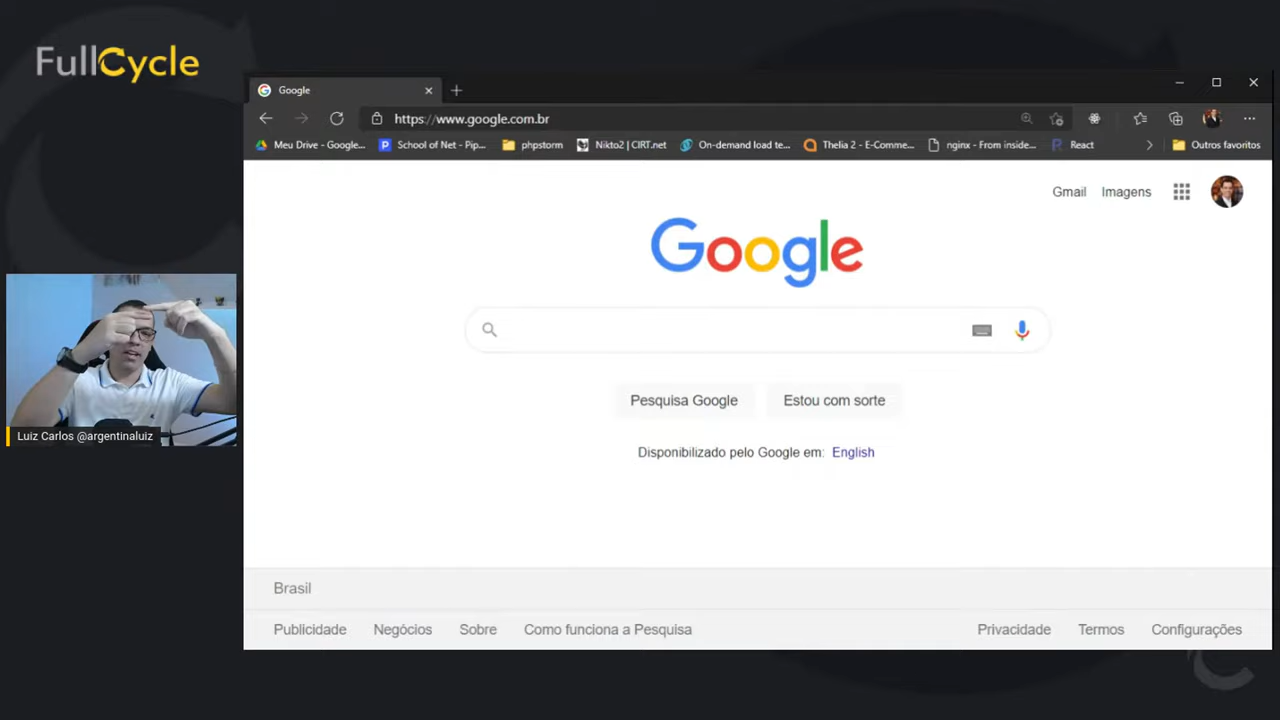 FullCycle
Google
https://www.google.com.br
Meu Drive - Google...
School of Net - Pip...
phpstorm
Nikto2 | CIRT.net
On-demand load te...
Thelia 2 - E-Comme...
nginx - From inside...
React
Outros favoritos
Gmail
Imagens
Google
Pesquisa Google
Estou com sorte
Disponibilizado pelo Google em: English
Luiz Carlos @argentinaluiz
Brasil
Publicidade
Negócios
Sobre
Como funciona a Pesquisa
Privacidade
Termos
Configurações